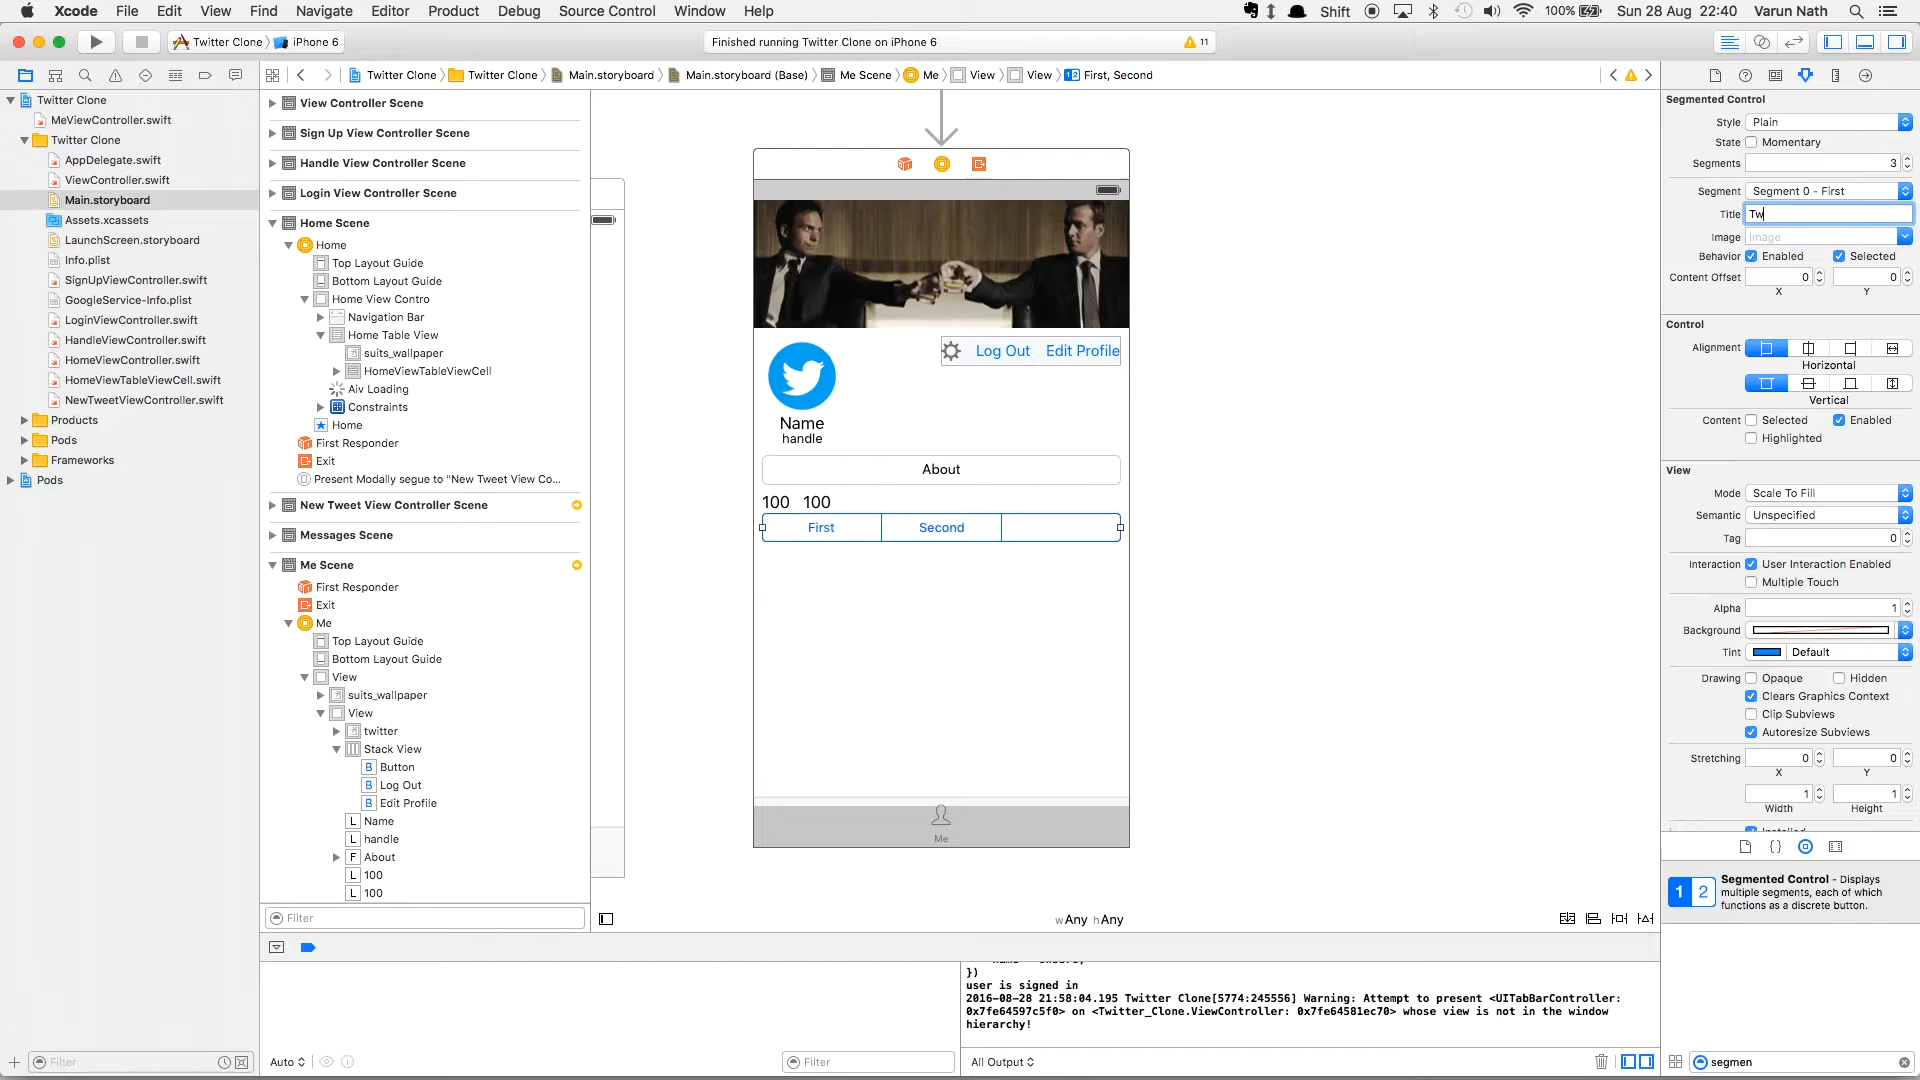 Xcode File Edit View Find Navigate Editor Product Debug Source Control Window Help Shift 100% Sun 28 Aug 22:40 Varun Nath
Twitter Clone iPhone 6 Finished running Twitter Clone on iPhone 6 11
Twitter Clone Twitter Clone Main.storyboard Main.storyboard (Base) Me Scene Me View View First, Second
Twitter Clone
MeViewController.swift
Twitter Clone
AppDelegate.swift
ViewController.swift
Main.storyboard
Assets.xcassets
LaunchScreen.storyboard
Info.plist
SignUpViewController.swift
GoogleService-Info.plist
LoginViewController.swift
HandleViewController.swift
HomeViewController.swift
HomeViewTableViewCell.swift
NewTweetViewController.swift
Products
Pods
Frameworks
Pods
Filter
View Controller Scene
Sign Up View Controller Scene
Handle View Controller Scene
Login View Controller Scene
Home Scene
Home
Top Layout Guide
Bottom Layout Guide
Home View Contro
Navigation Bar
Home Table View
suits_wallpaper
HomeViewTableViewCell
Aiv Loading
Constraints
Home
First Responder
Exit
Present Modally segue to "New Tweet View Co...
New Tweet View Controller Scene
Messages Scene
Me Scene
First Responder
Exit
Me
Top Layout Guide
Bottom Layout Guide
View
suits_wallpaper
View
twitter
Stack View
B Button
B Log Out
B Edit Profile
L Name
L handle
F About
L 100
L 100
Filter
Log Out Edit Profile
Name
handle
About
100 100
First Second
Me
wAny hAny
})
user is signed in
2016-08-28 21:58:04.195 Twitter Clone[5774:245556] Warning: Attempt to present <UITabBarController:
0x7fe64597c5f0> on <Twitter_Clone.ViewController: 0x7fe64581ec70> whose view is not in the window
hierarchy!
Auto Filter All Output
Segmented Control
Style Plain
State Momentary
Segments 3
Segment Segment 0 - First
Title Tw
Image Image
Behavior Enabled Selected
Content Offset 0 0
X Y
Control
Alignment
Horizontal
Vertical
Content Selected Enabled
Highlighted
View
Mode Scale To Fill
Semantic Unspecified
Tag 0
Interaction User Interaction Enabled
Multiple Touch
Alpha 1
Background
Tint Default
Drawing Opaque Hidden
Clears Graphics Context
Clip Subviews
Autoresize Subviews
Stretching 0 0
X Y
1 1
Width Height
Segmented Control - Displays
multiple segments, each of which
functions as a discrete button.
1 2
segmen